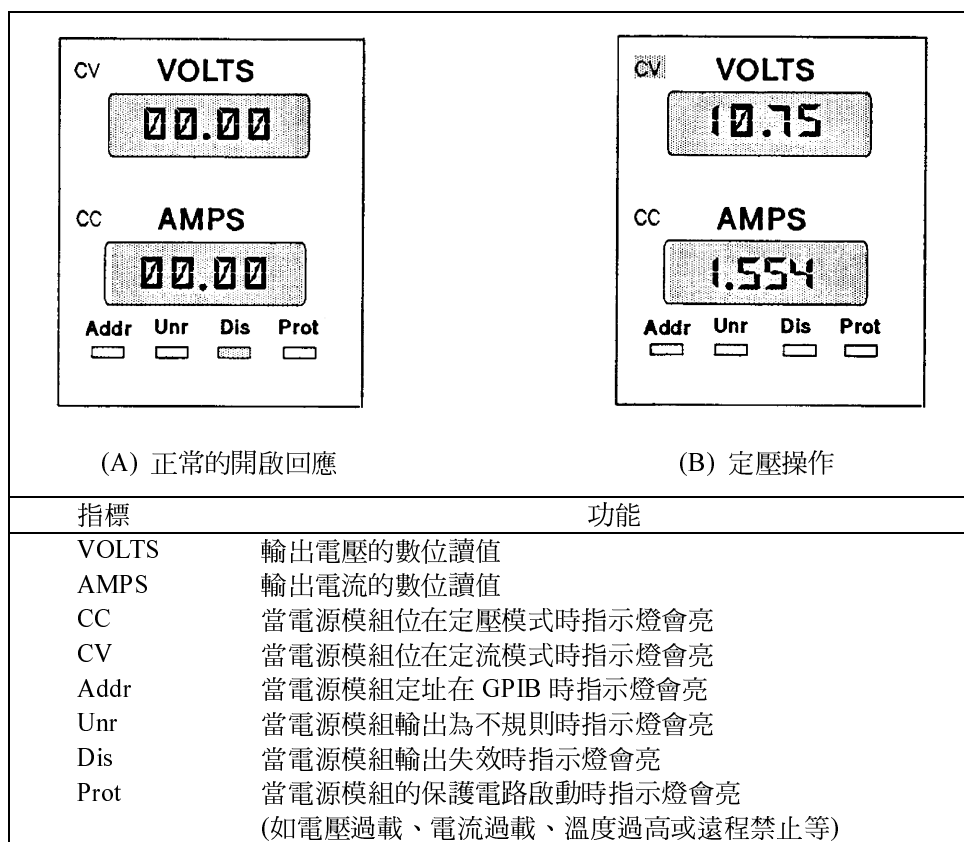 CV VOLTS
00.00
CC AMPS
00.00
Addr Unr Dis Prot
(A) 正常的開啟回應
CV VOLTS
10.75
CC AMPS
1.554
Addr Unr Dis Prot
(B) 定壓操作
指標 功能
VOLTS 輸出電壓的數位讀值
AMPS 輸出電流的數位讀值
CC 當電源模組位在定壓模式時指示燈會亮
CV 當電源模組位在定流模式時指示燈會亮
Addr 當電源模組定址在 GPIB 時指示燈會亮
Unr 當電源模組輸出為不規則時指示燈會亮
Dis 當電源模組輸出失效時指示燈會亮
Prot 當電源模組的保護電路啟動時指示燈會亮
(如電壓過載、電流過載、溫度過高或遠程禁止等)